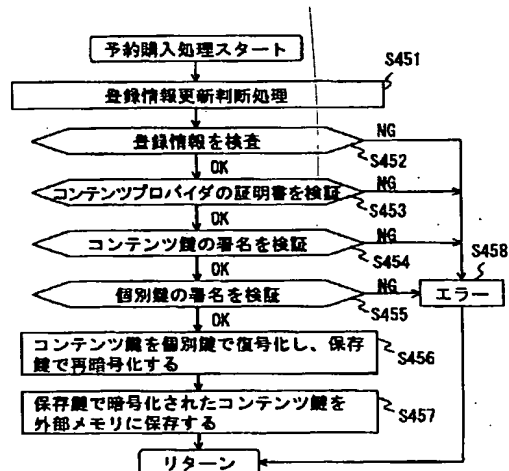 予約購入処理スタート
S451
登録情報更新判断処理
登録情報を検査
NG
S452
OK
コンテンツプロバイダの証明書を検証
NG
S453
OK
コンテンツ鍵の署名を検証
NG
S454
S458
OK
個別鍵の署名を検証
NG
エラー
S455
OK
コンテンツ鍵を個別鍵で復号化し、保存
鍵で再暗号化する
S456
保存鍵で暗号化されたコンテンツ鍵を
外部メモリに保存する
S457
リターン